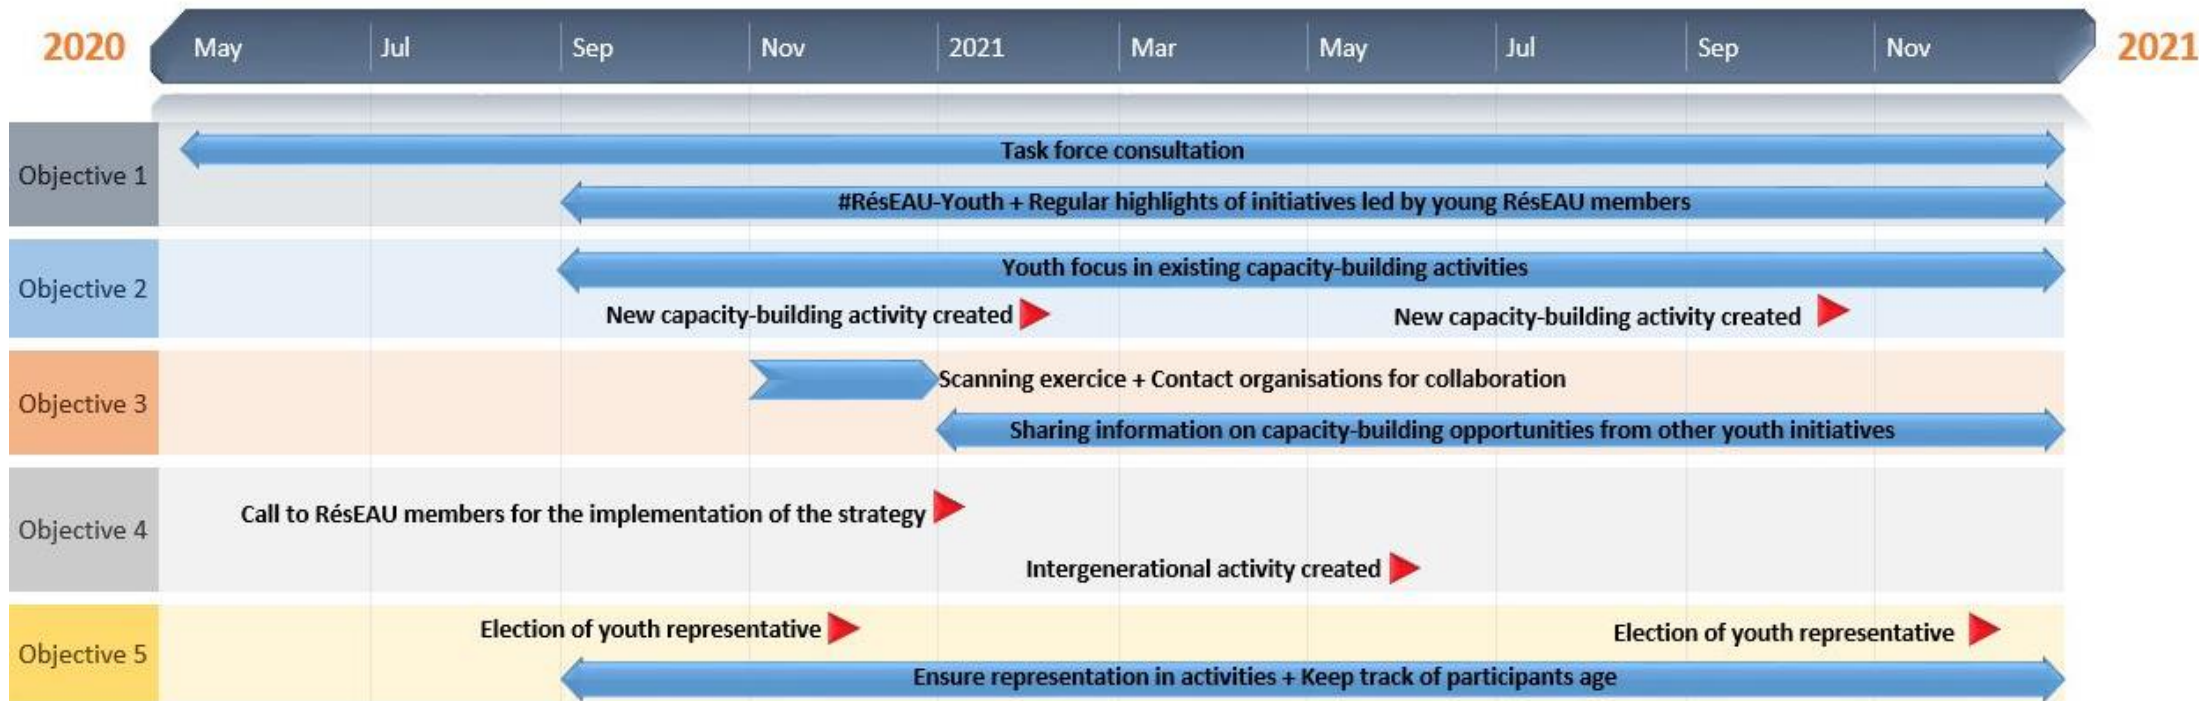 2020 May Jul Sep Nov 2021 Mar May Jul Sep Nov 2021
Objective 1
Task force consultation
#RésEAU-Youth + Regular highlights of initiatives led by young RésEAU members
Objective 2
Youth focus in existing capacity-building activities
New capacity-building activity created
New capacity-building activity created
Objective 3
Scanning exercice + Contact organisations for collaboration
Sharing information on capacity-building opportunities from other youth initiatives
Objective 4
Call to RésEAU members for the implementation of the strategy
Intergenerational activity created
Objective 5
Election of youth representative
Election of youth representative
Ensure representation in activities + Keep track of participants age